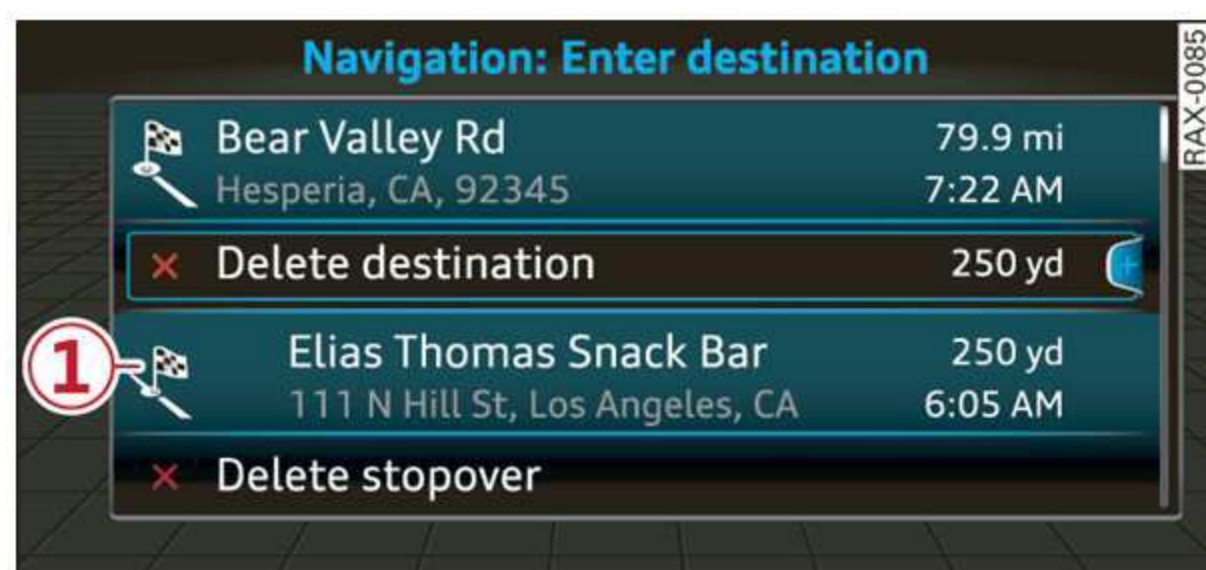 Navigation: Enter destination
RAX-0085
Bear Valley Rd 79.9 mi
Hesperia, CA, 92345 7:22 AM
Delete destination 250 yd
1
Elias Thomas Snack Bar 250 yd
111 N Hill St, Los Angeles, CA 6:05 AM
Delete stopover